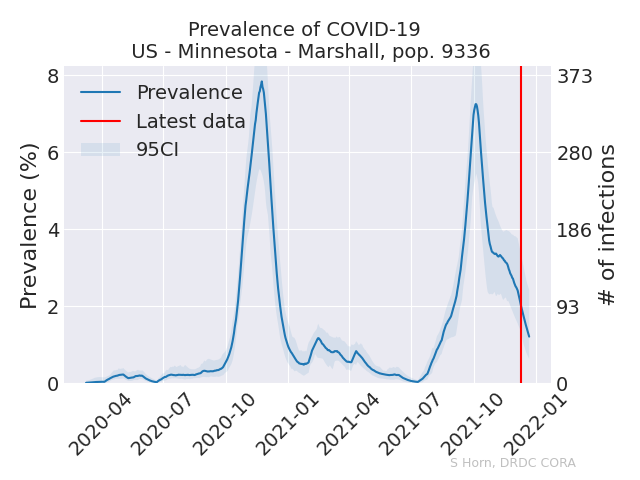 Prevalence of COVID-19
US - Minnesota - Marshall, pop. 9336
Prevalence
Latest data
95CI
Prevalence (%)
8
6
4
2
0
373
280
186
93
0
# of infections
2020-04
2020-07
2020-10
2021-01
2021-04
2021-07
2021-10
2022-01
S Horn, DRDC CORA